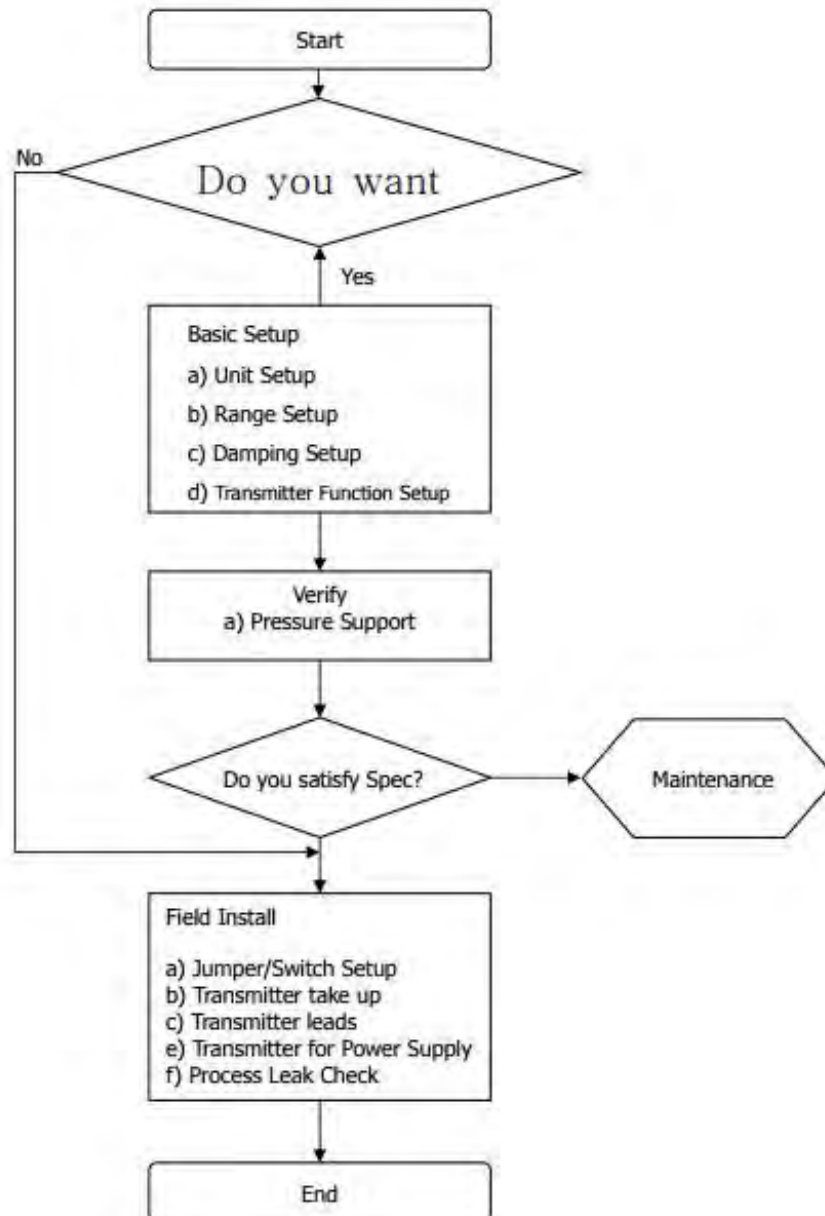 Start
No
Do you want
Yes
Basic Setup
a) Unit Setup
b) Range Setup
c) Damping Setup
d) Transmitter Function Setup
Verify
a) Pressure Support
Do you satisfy Spec?
Maintenance
Field Install
a) Jumper/Switch Setup
b) Transmitter take up
c) Transmitter leads
e) Transmitter for Power Supply
f) Process Leak Check
End